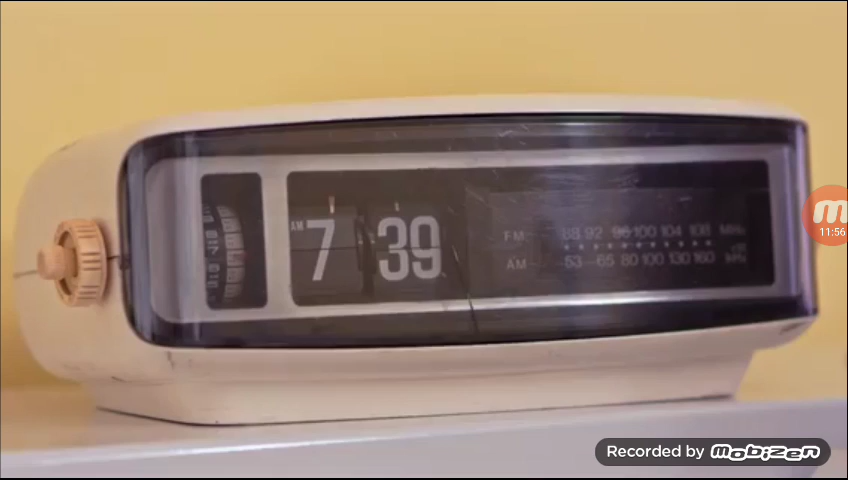 AM 7 39
FM 88 92 96 100 104 108 MHz
AM 53 65 80 100 130 160
11:56
Recorded by mobizen